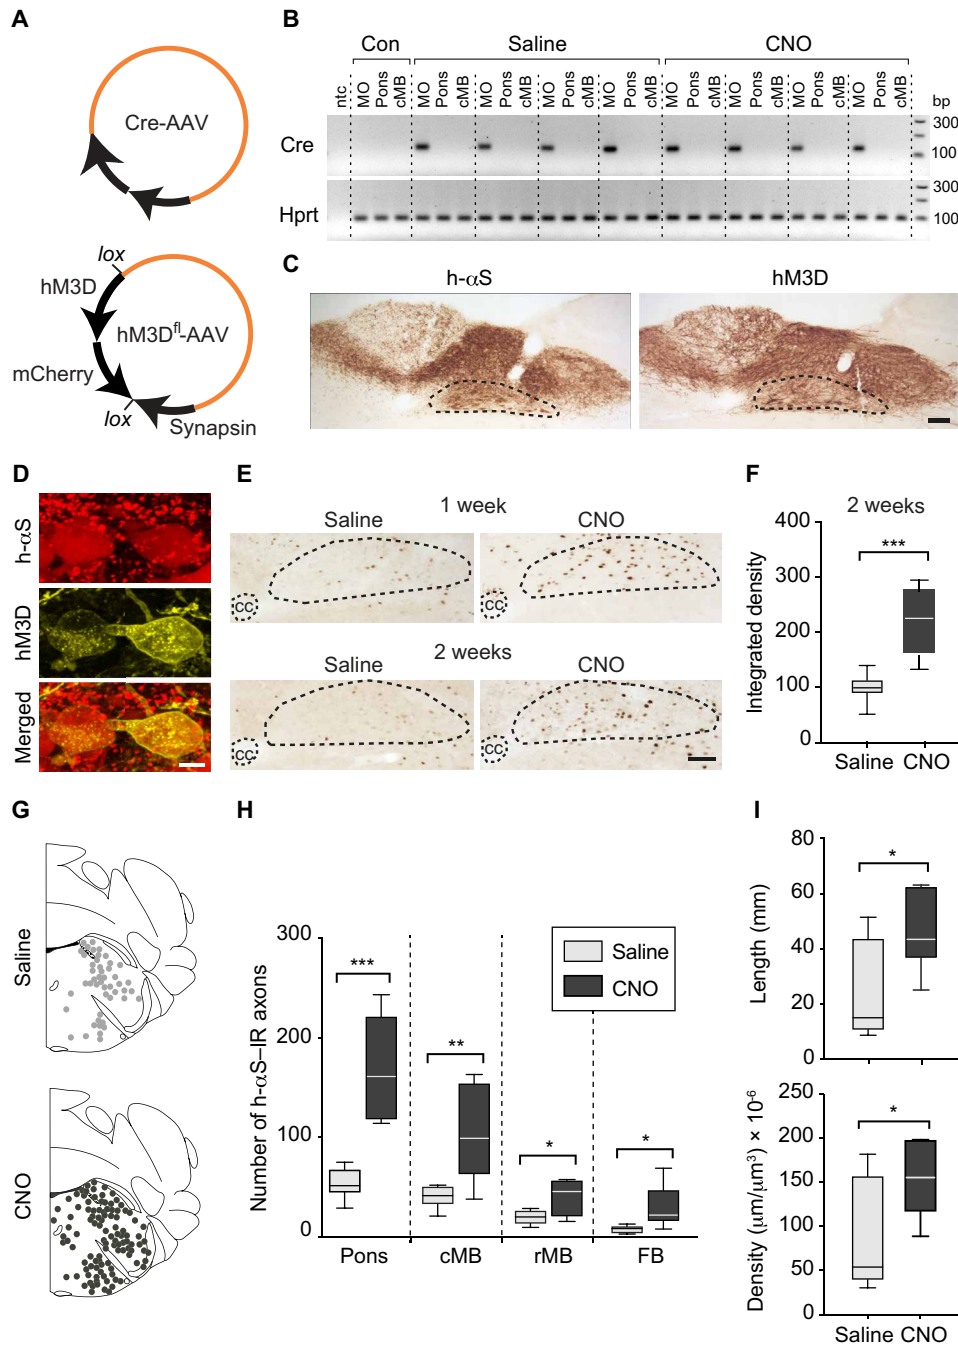 A
Cre-AAV
lox
hM3D
hM3Dfl-AAV
mCherry
lox
Synapsin
B
Con Saline CNO
ntc MO Pons cMB MO Pons cMB MO Pons cMB MO Pons cMB MO Pons cMB MO Pons cMB MO Pons cMB MO Pons cMB MO Pons cMB bp
Cre 300
100
Hprt 300
100
C
h-αS hM3D
D
h-αS
hM3D
Merged
E
1 week
Saline CNO
CC
2 weeks
Saline CNO
CC CC
F
2 weeks
Integrated density
400
300
200
100
0
***
Saline CNO
G
Saline
CNO
H
Number of h-αS–IR axons
300
200
100
0
*** ** * *
Saline
CNO
Pons cMB rMB FB
I
Length (mm)
80
60
40
20
0
*
Density (μm/μm³) × 10⁻⁶
250
200
150
100
50
0
*
Saline CNO